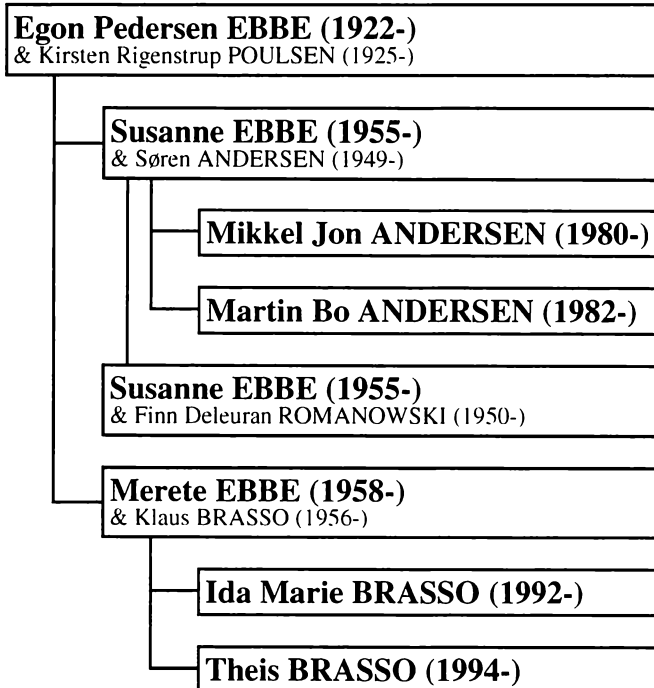 Egon Pedersen EBBE (1922-)
& Kirsten Rigenstrup POULSEN (1925-)
Susanne EBBE (1955-)
& Søren ANDERSEN (1949-)
Mikkel Jon ANDERSEN (1980-)
Martin Bo ANDERSEN (1982-)
Susanne EBBE (1955-)
& Finn Deleuran ROMANOWSKI (1950-)
Merete EBBE (1958-)
& Klaus BRASSO (1956-)
Ida Marie BRASSO (1992-)
Theis BRASSO (1994-)